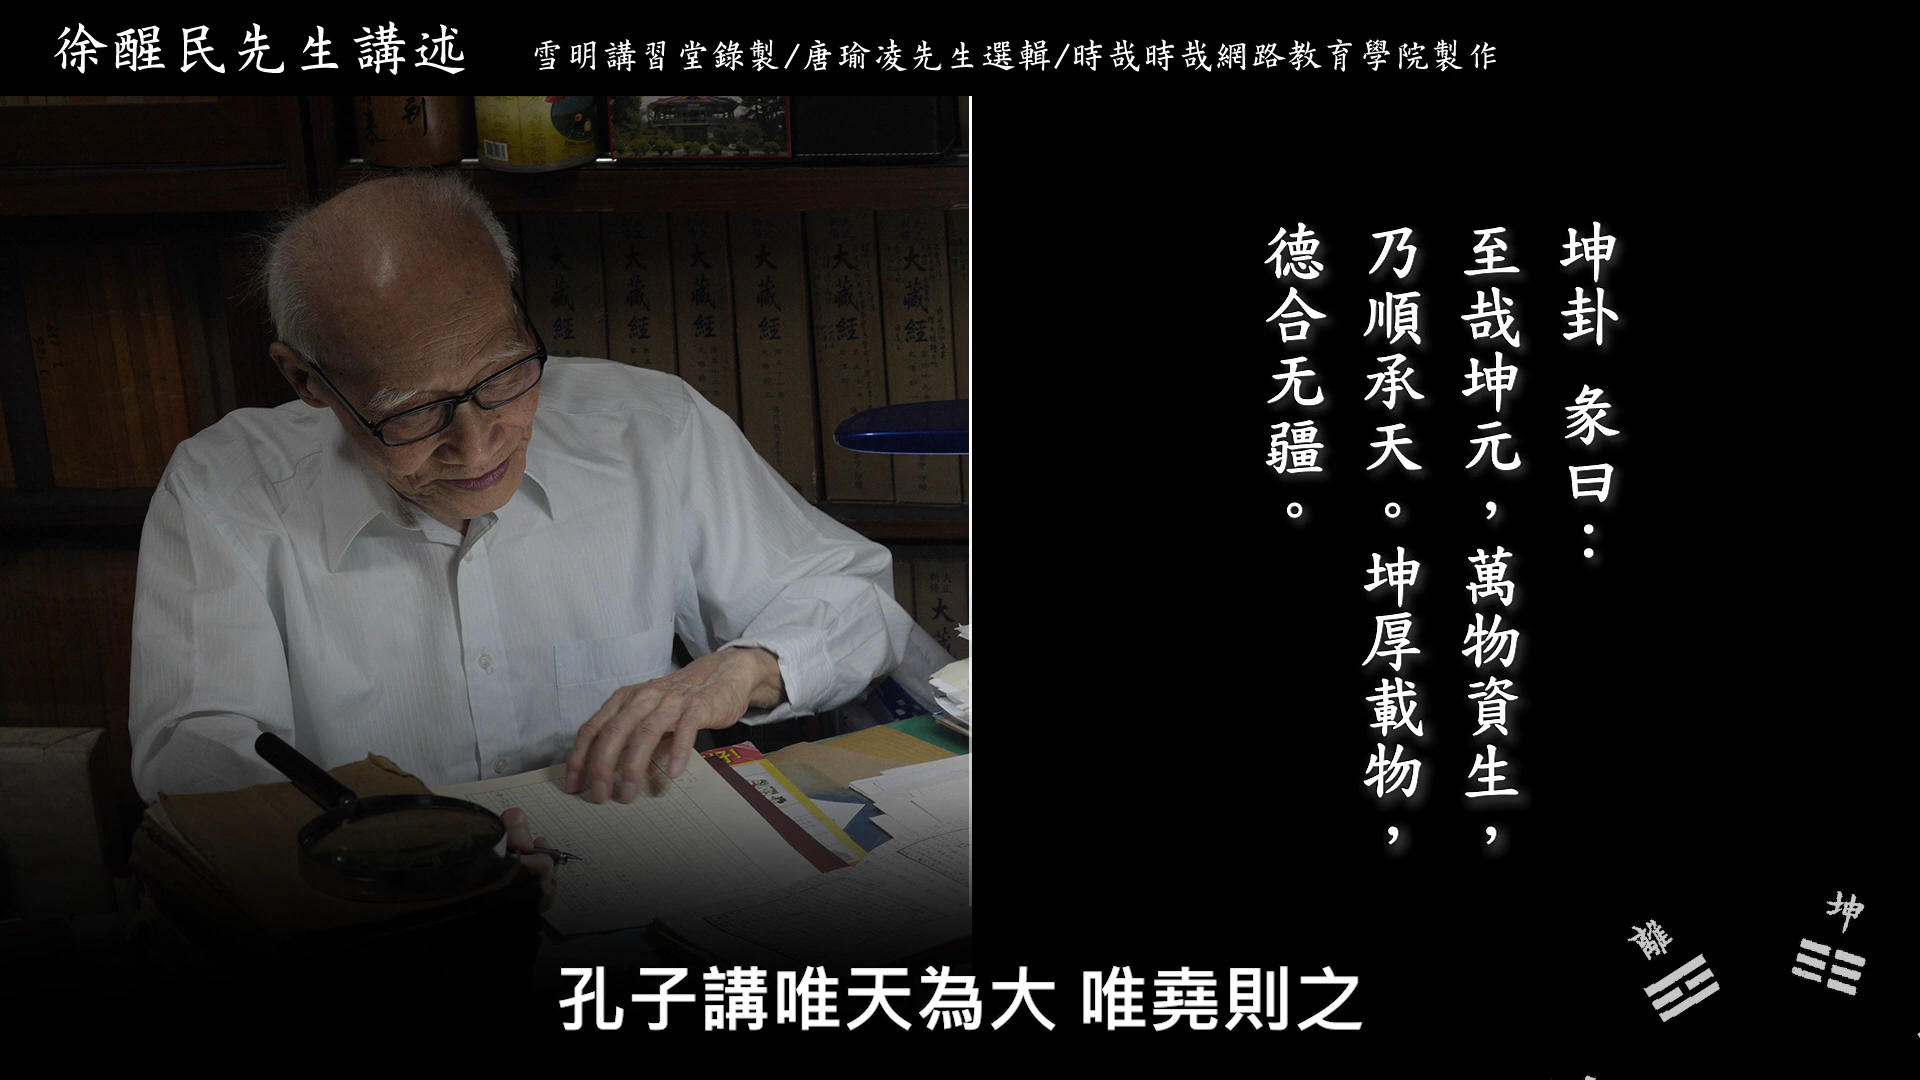 徐醒民先生講述
雪明講習堂錄製/唐瑜凌先生選輯/時哉時哉網路教育學院製作
坤卦 彖曰：
至哉坤元，萬物資生，
乃順承天。坤厚載物，
德合无疆。
大藏經
大藏經
大藏經
大藏經
大藏經
大藏經
離
坤
孔子講唯天為大 唯堯則之